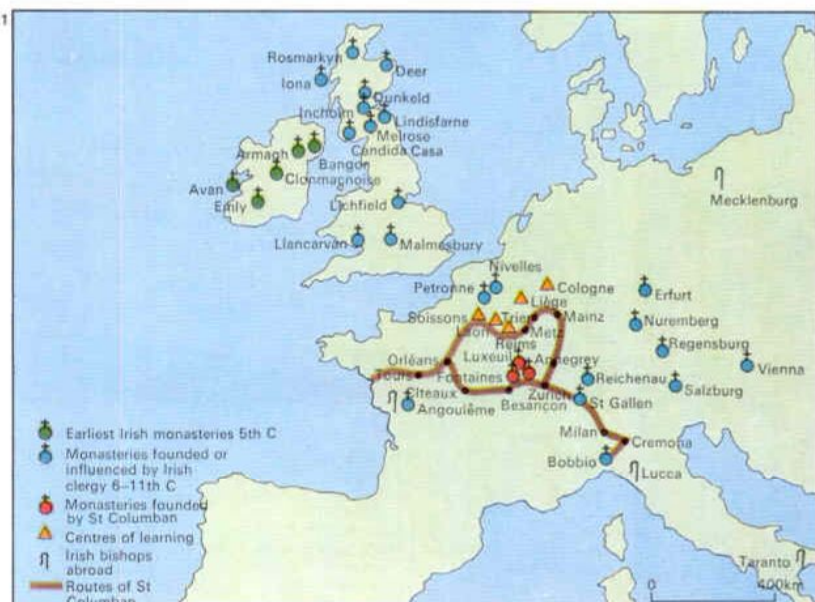 1
Rosmarkyn
Deer
Iona
Dunkeld
Incholm
Lindisfarne
Melrose
Candida Casa
Armagh
Bangor
Clonmacnoise
Avan
Emly
Lichfield
Llancarvan
Malmesbury
Mecklenburg
Nivelles
Petronne
Cologne
Liège
Erfurt
Soissons
Trier
Mainz
Laon
Metz
Nuremberg
Reims
Regensburg
Orléans
Luxeuil
Annegrey
Vienna
Tours
Fontaines
Reichenau
Cîteaux
Zurich
Salzburg
Angoulême
Besançon
St Gallen
Milan
Cremona
Bobbio
Lucca
Taranto
Earliest Irish monasteries 5th C
Monasteries founded or
influenced by Irish
clergy 6–11th C
Monasteries founded
by St Columban
Centres of learning
Irish bishops
abroad
Routes of St
Columban
0 400km